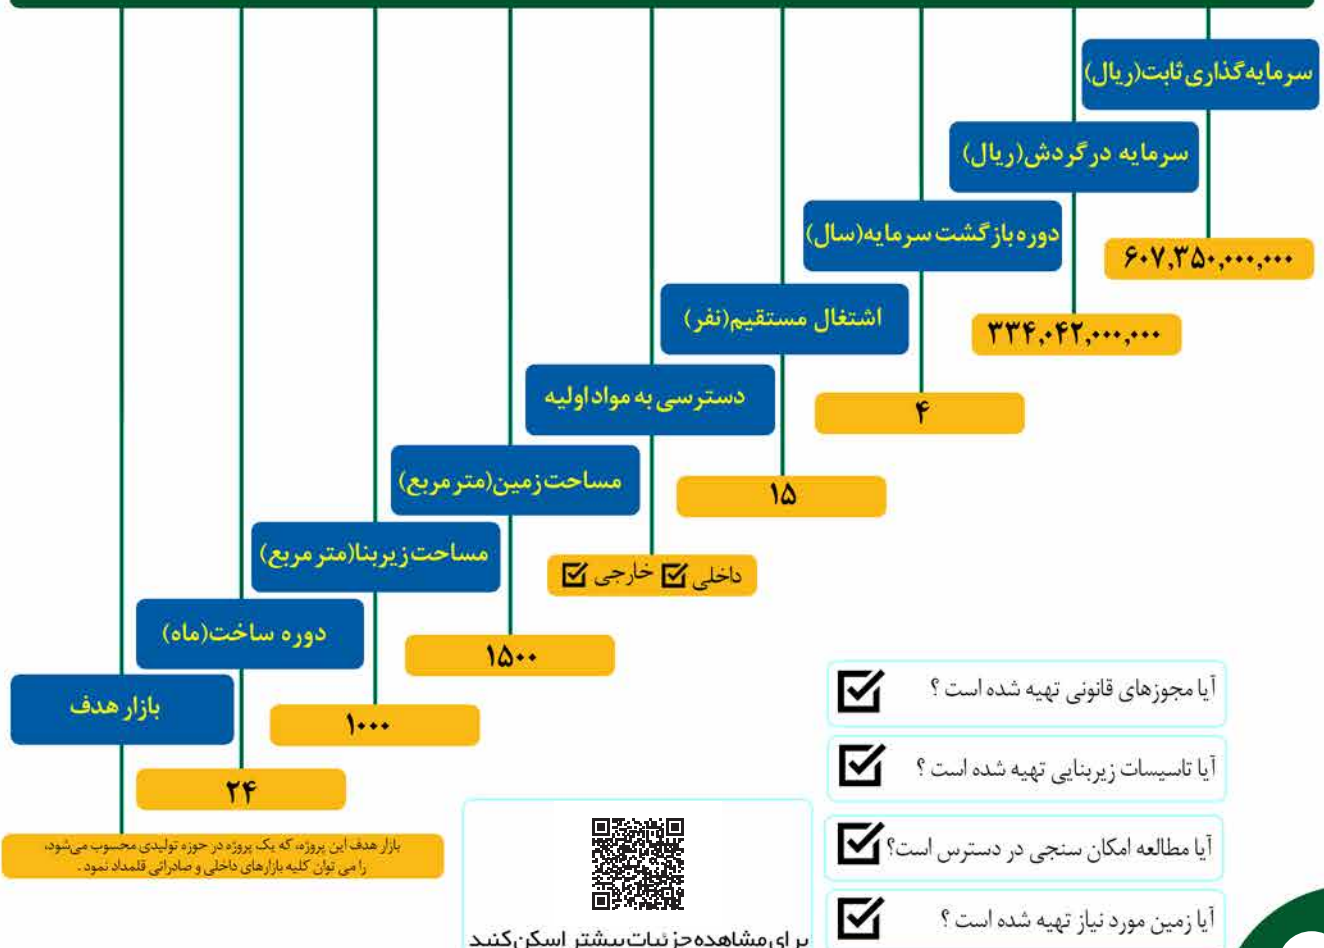 سرمایه‌گذاری ثابت(ریال)
۶۰۷,۳۵۰,۰۰۰,۰۰۰
سرمایه در گردش(ریال)
۳۳۴,۰۴۲,۰۰۰,۰۰۰
دوره بازگشت سرمایه(سال)
۴
اشتغال مستقیم(نفر)
۱۵
دسترسی به مواد اولیه
داخلی ☑ خارجی ☑
مساحت زمین(متر مربع)
۱۵۰۰
مساحت زیربنا(متر مربع)
۱۰۰۰
دوره ساخت(ماه)
۲۴
بازار هدف
بازار هدف این پروژه، که یک پروژه در حوزه تولیدی محسوب می‌شود،
را می توان کلیه بازارهای داخلی و صادراتی قلمداد نمود .
آیا مجوزهای قانونی تهیه شده است ؟ ☑
آیا تاسیسات زیربنایی تهیه شده است ؟ ☑
آیا مطالعه امکان سنجی در دسترس است؟ ☑
آیا زمین مورد نیاز تهیه شده است ؟ ☑
برای مشاهده جزئیات بیشتر اسکن کنید